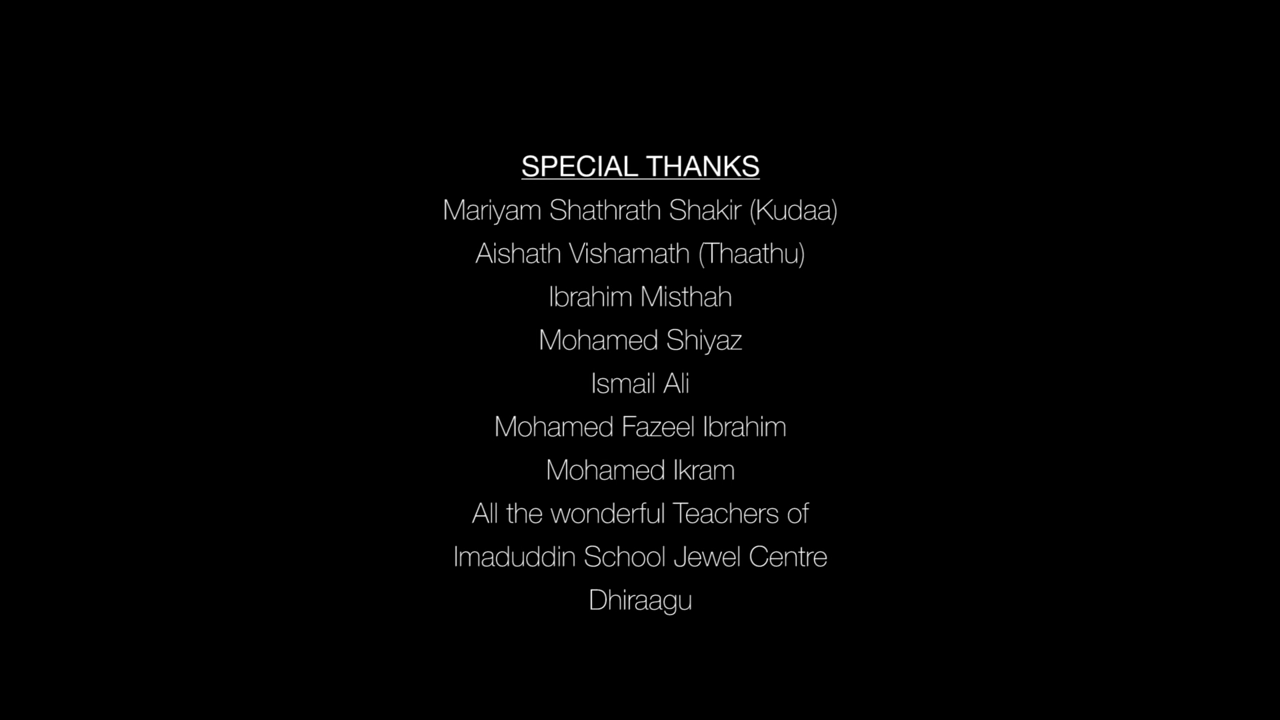 SPECIAL THANKS
Mariyam Shathrath Shakir (Kudaa)
Aishath Vishamath (Thaathu)
Ibrahim Misthah
Mohamed Shiyaz
Ismail Ali
Mohamed Fazeel Ibrahim
Mohamed Ikram
All the wonderful Teachers of
Imaduddin School Jewel Centre
Dhiraagu